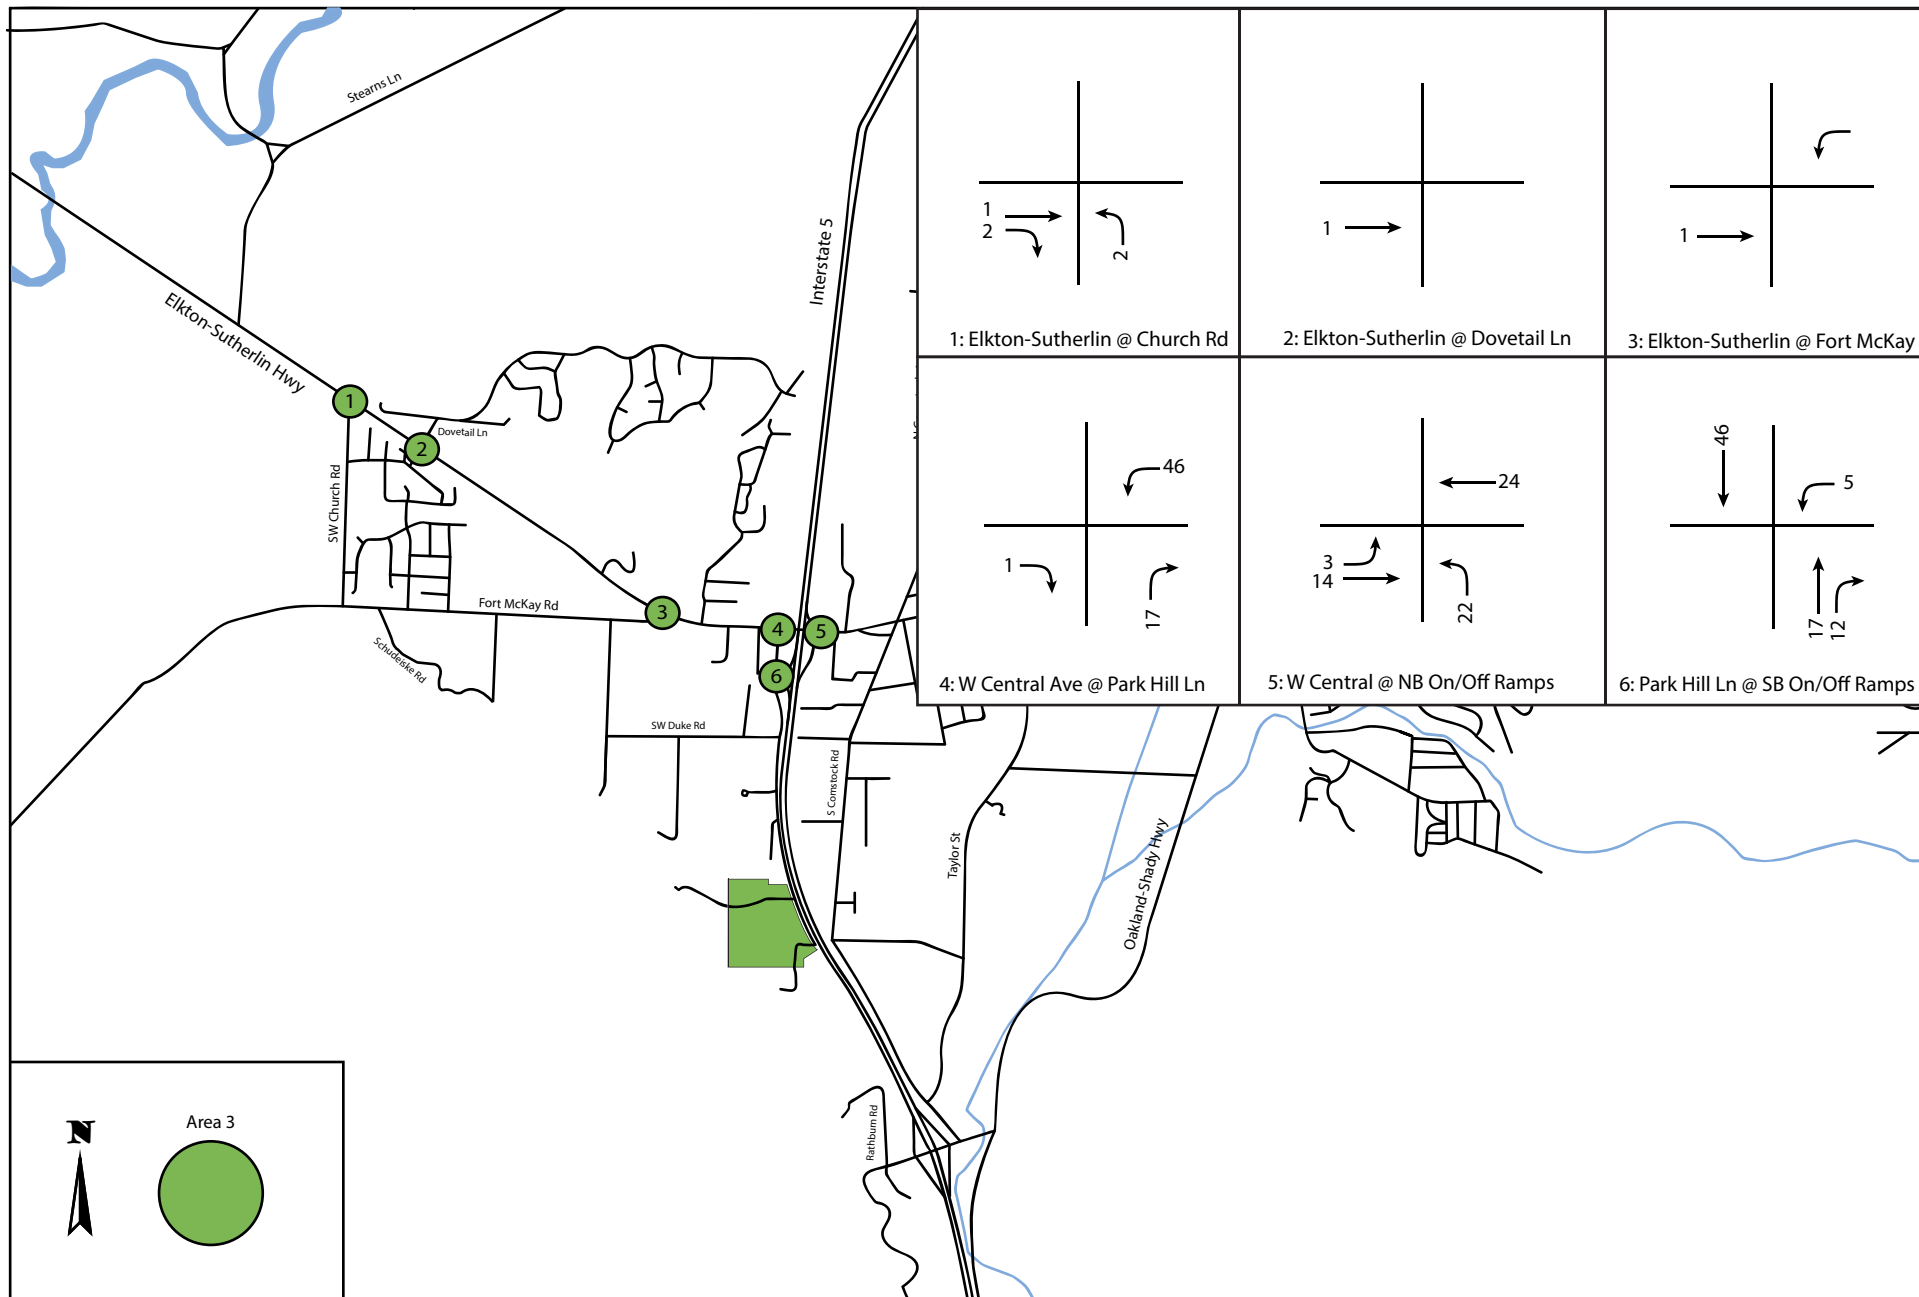 Stearns Ln
Interstate 5
Elkton-Sutherlin Hwy
1
2
Dovetail Ln
SW Church Rd
Fort McKay Rd
3
4
5
6
Schudeiske Rd
SW Duke Rd
S Comstock Rd
Taylor St
Oakland-Shady Hwy
Rathburn Rd
1
2
2
1: Elkton-Sutherlin @ Church Rd
1
2: Elkton-Sutherlin @ Dovetail Ln
1
3: Elkton-Sutherlin @ Fort McKay
46
1
17
4: W Central Ave @ Park Hill Ln
24
3
14
22
5: W Central @ NB On/Off Ramps
46
5
17
12
6: Park Hill Ln @ SB On/Off Ramps
N
Area 3